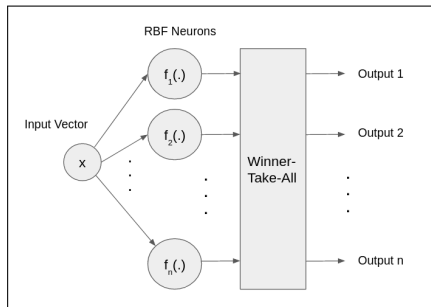 RBF Neurons
Input Vector
x
f1(.)
f2(.)
fn(.)
Winner-
Take-All
Output 1
Output 2
Output n